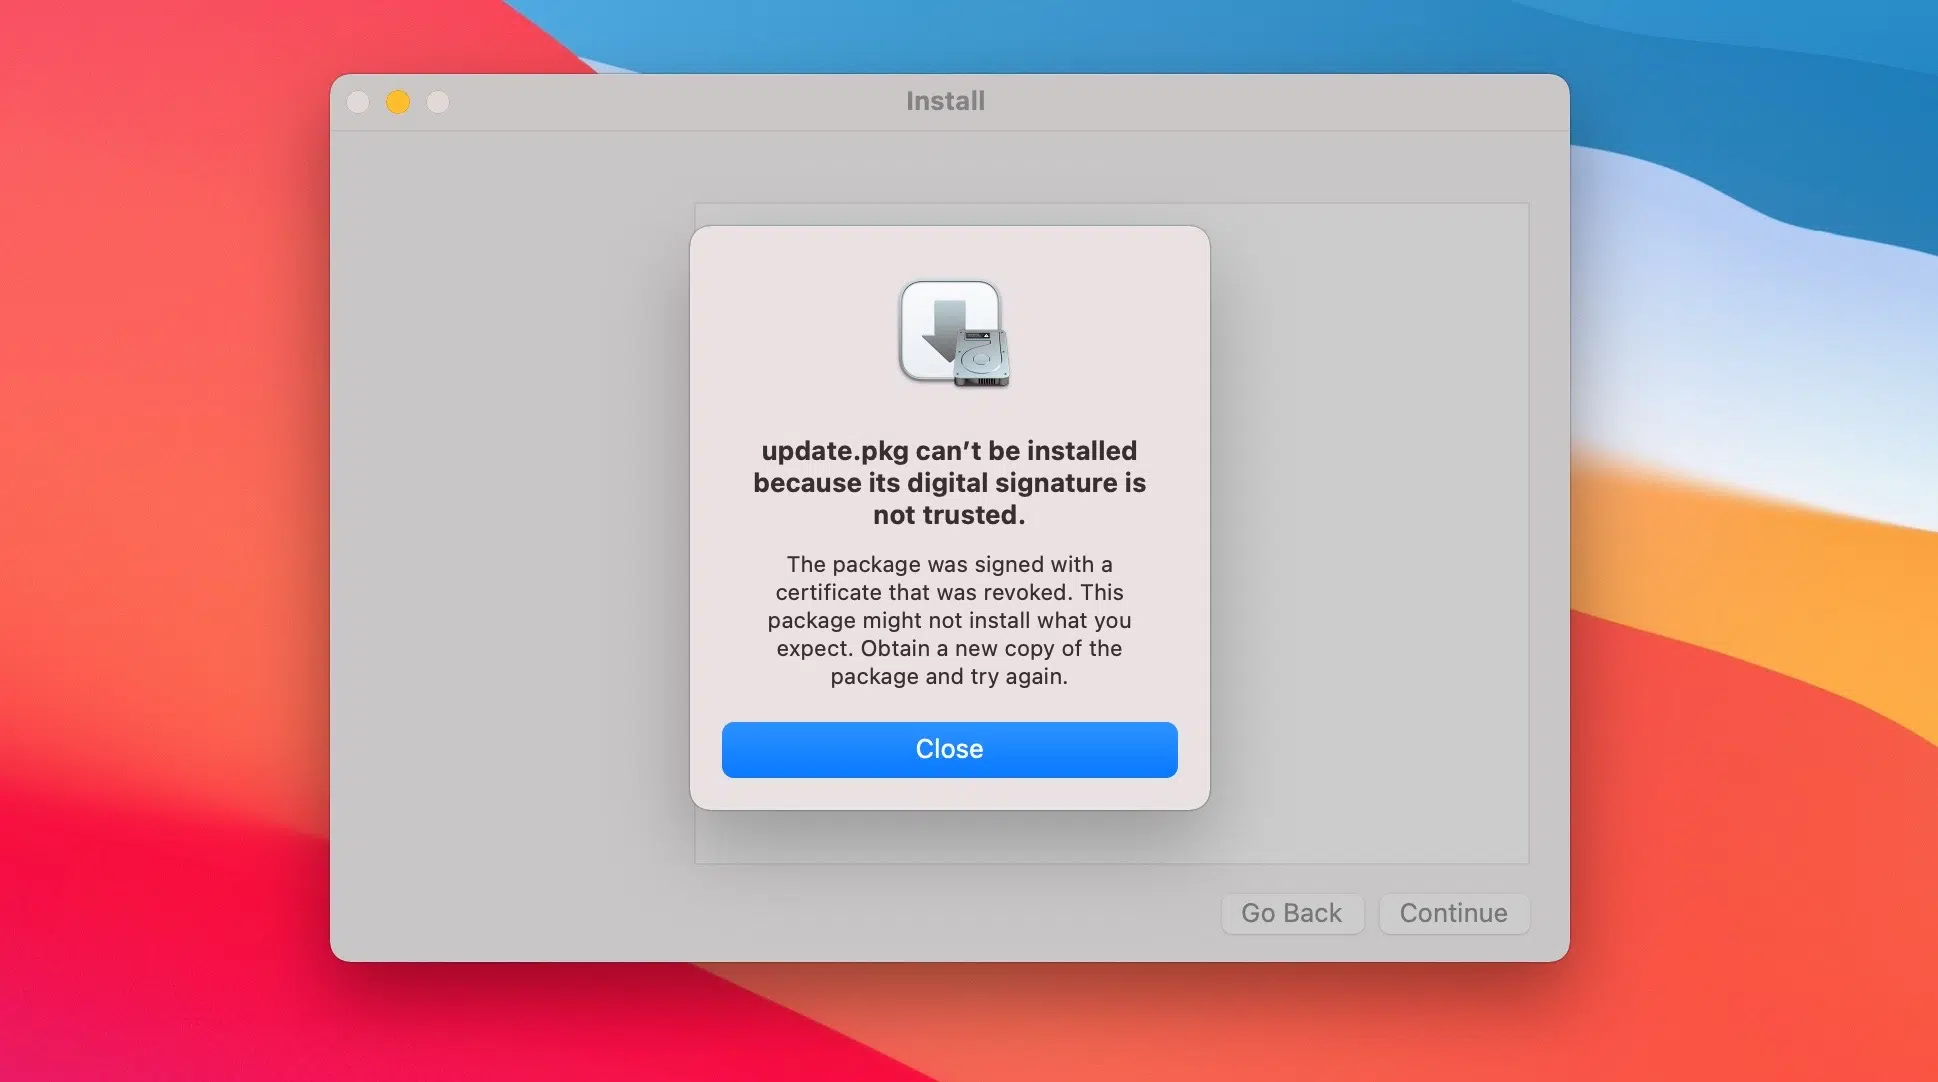 Install
update.pkg can’t be installed
because its digital signature is
not trusted.
The package was signed with a
certificate that was revoked. This
package might not install what you
expect. Obtain a new copy of the
package and try again.
Close
Go Back
Continue